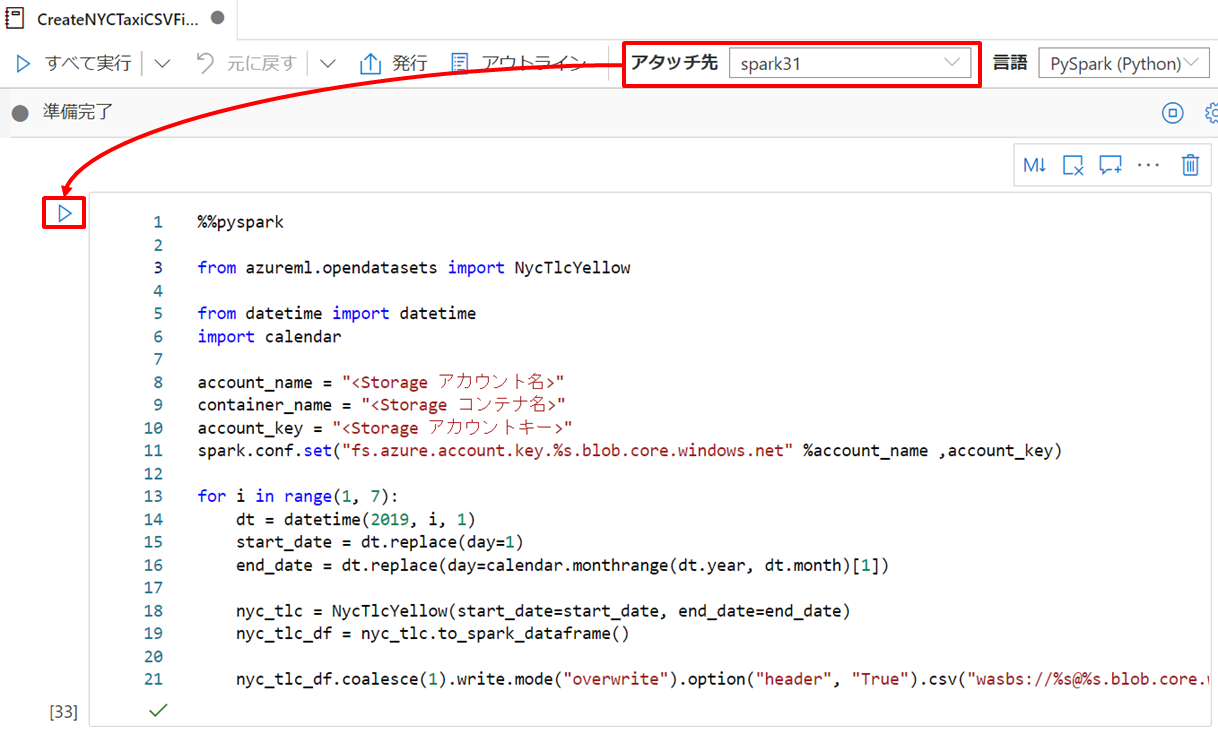 CreateNYCTaxiCSVFi...
すべて実行 元に戻す 発行 アウトライン アタッチ先 spark31 言語 PySpark (Python)
準備完了
M↓ ...
1 %%pyspark
2
3 from azureml.opendatasets import NycTlcYellow
4
5 from datetime import datetime
6 import calendar
7
8 account_name = "<Storage アカウント名>"
9 container_name = "<Storage コンテナ名>"
10 account_key = "<Storage アカウントキー>"
11 spark.conf.set("fs.azure.account.key.%s.blob.core.windows.net" %account_name ,account_key)
12
13 for i in range(1, 7):
14     dt = datetime(2019, i, 1)
15     start_date = dt.replace(day=1)
16     end_date = dt.replace(day=calendar.monthrange(dt.year, dt.month)[1])
17
18     nyc_tlc = NycTlcYellow(start_date=start_date, end_date=end_date)
19     nyc_tlc_df = nyc_tlc.to_spark_dataframe()
20
21     nyc_tlc_df.coalesce(1).write.mode("overwrite").option("header", "True").csv("wasbs://%s@%s.blob.core.
[33]